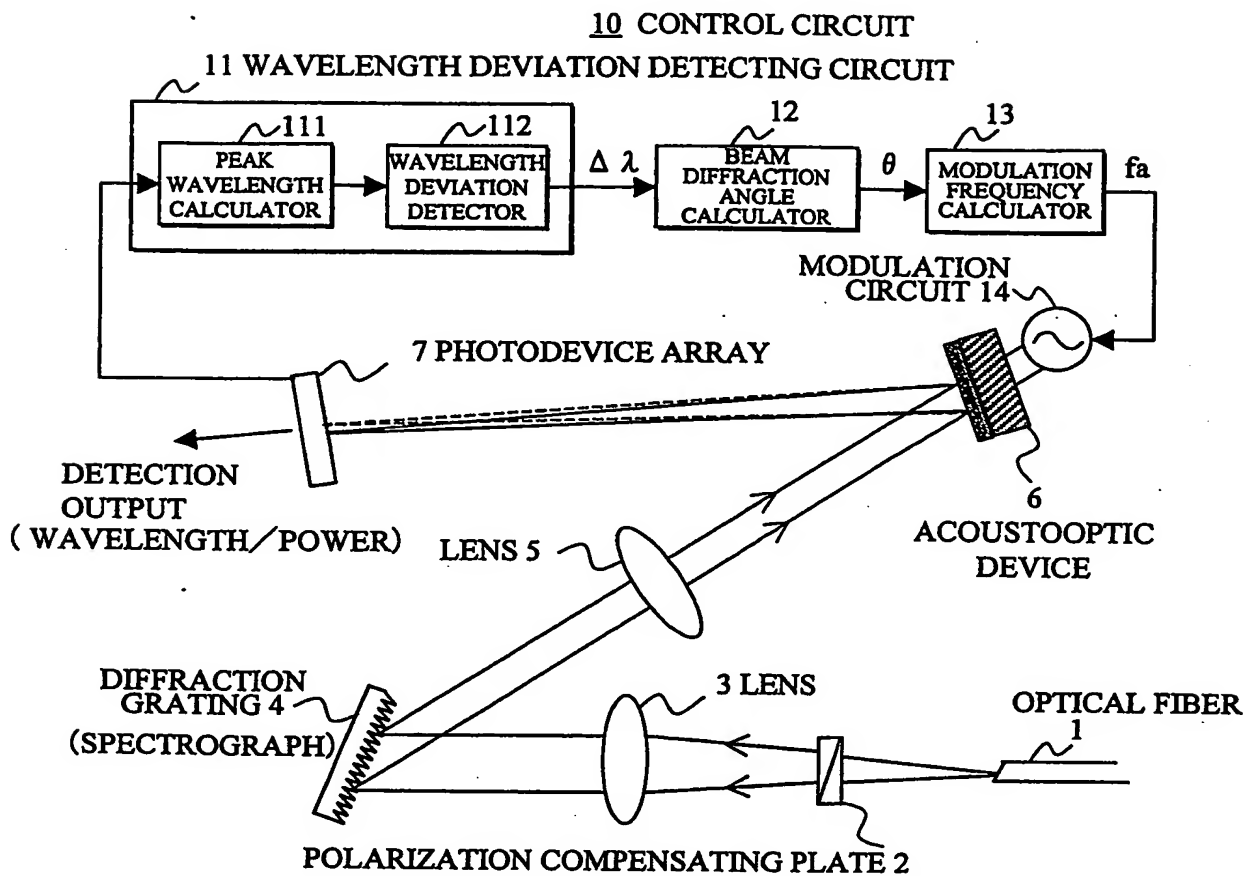 10 CONTROL CIRCUIT
11 WAVELENGTH DEVIATION DETECTING CIRCUIT
111
PEAK
WAVELENGTH
CALCULATOR
112
WAVELENGTH
DEVIATION
DETECTOR
Δ λ
12
BEAM
DIFFRACTION
ANGLE
CALCULATOR
θ
13
MODULATION
FREQUENCY
CALCULATOR
fa
MODULATION
CIRCUIT 14
7 PHOTODEVICE ARRAY
DETECTION
OUTPUT
( WAVELENGTH/POWER)
6
ACOUSTOOPTIC
DEVICE
LENS 5
DIFFRACTION
GRATING 4
(SPECTROGRAPH)
3 LENS
OPTICAL FIBER
1
POLARIZATION COMPENSATING PLATE 2